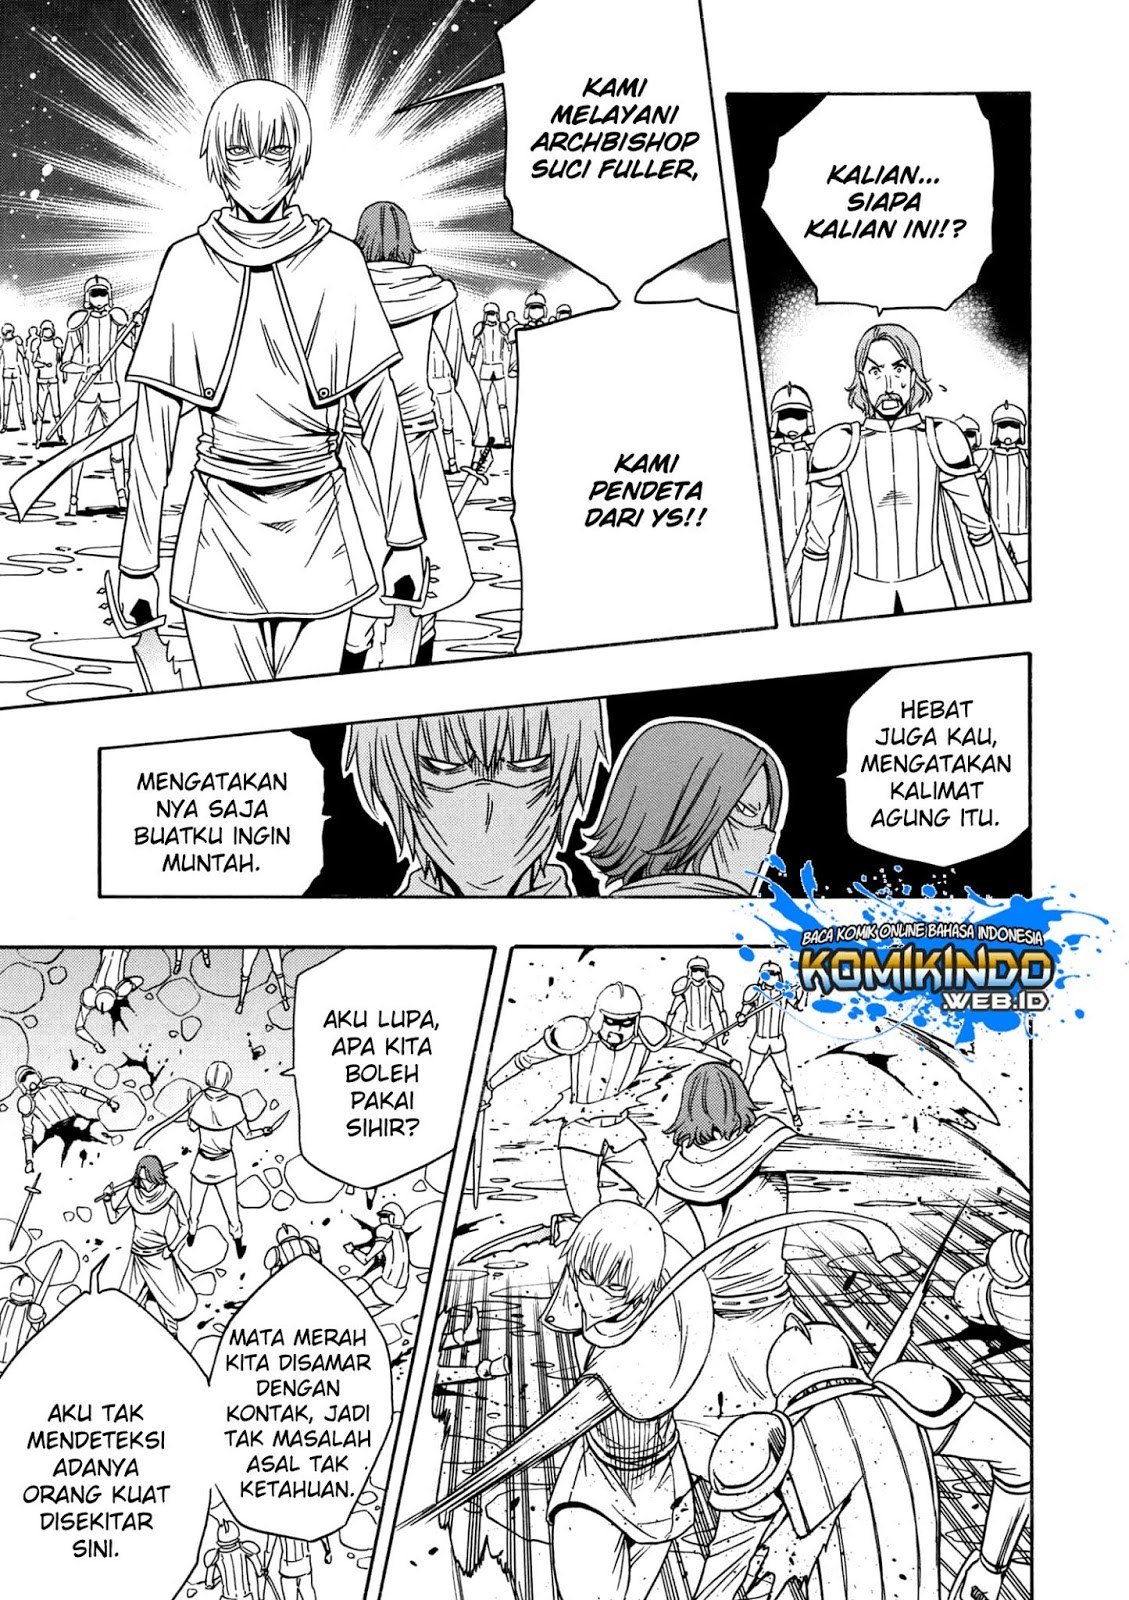 KALIAN...
SIAPA
KALIAN INI!?
KAMI
MELAYANI
ARCHBISHOP
SUCI FULLER,
KAMI
PENDETA
DARI YS!!
HEBAT
JUGA KAU,
MENGATAKAN
KALIMAT
AGUNG ITU.
MENGATAKAN
NYA SAJA
BUATKU INGIN
MUNTAH.
BACA KOMIK ONLINE BAHASA INDONESIA
KOMIKINDO
WEB.ID
AKU LUPA,
APA KITA
BOLEH
PAKAI
SIHIR?
MATA MERAH
KITA DISAMAR
DENGAN
KONTAK, JADI
TAK MASALAH
ASAL TAK
KETAHUAN.
AKU TAK
MENDETEKSI
ADANYA
ORANG KUAT
DISEKITAR
SINI.